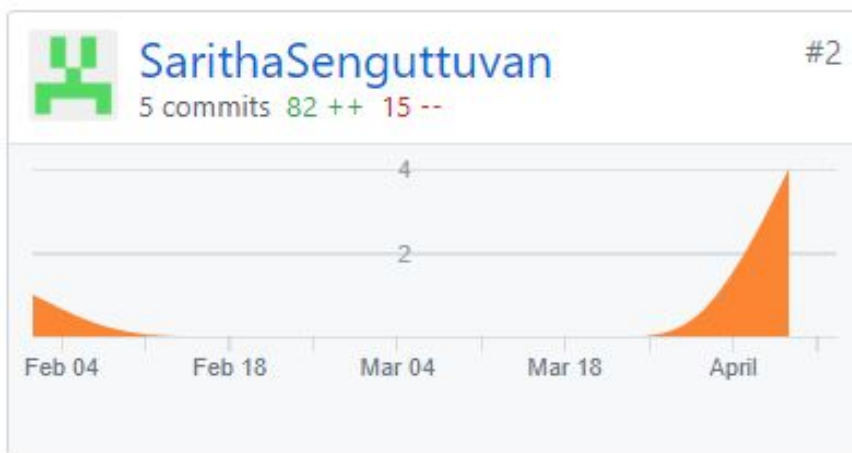 SarithaSenguttuvan #2
5 commits 82 ++ 15 --
4
2
Feb 04 Feb 18 Mar 04 Mar 18 April